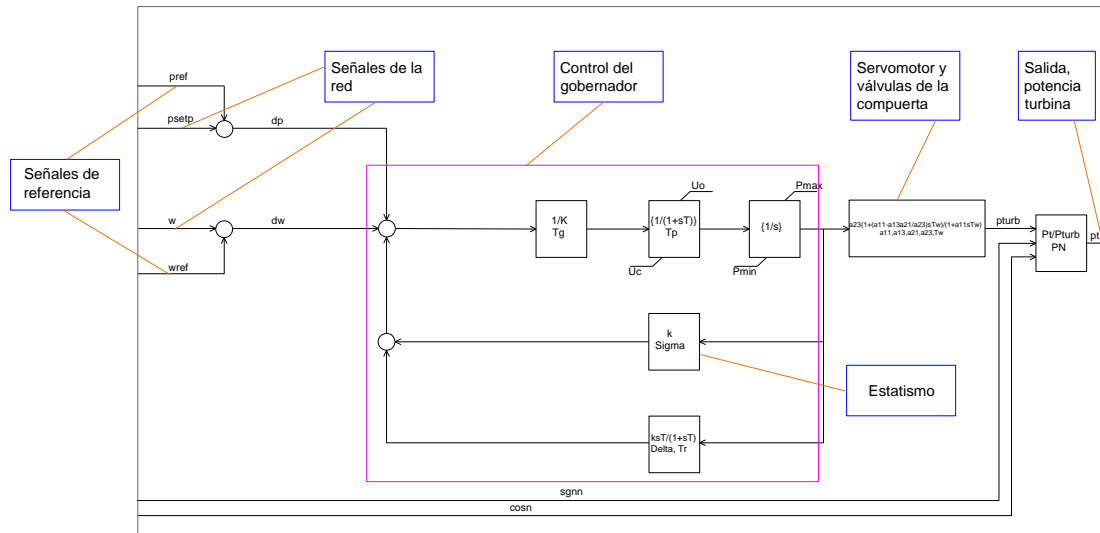 Señales de la
red
Control del
gobernador
Servomotor y
válvulas de la
compuerta
Salida,
potencia
turbina
pref
psetp
dp
Señales de
referencia
w
dw
wref
Uo
Pmax
1/K
Tg
{1/(1+sT)}
Tp
{1/s}
Uc
Pmin
a23(1+(a11-a13a21/a23)sTw)/(1+a11sTw)
a11,a13,a21,a23,Tw
pturb
Pt/Pturb
PN
pt
k
Sigma
Estatismo
ksT/(1+sT)
Delta, Tr
sgnn
cosn